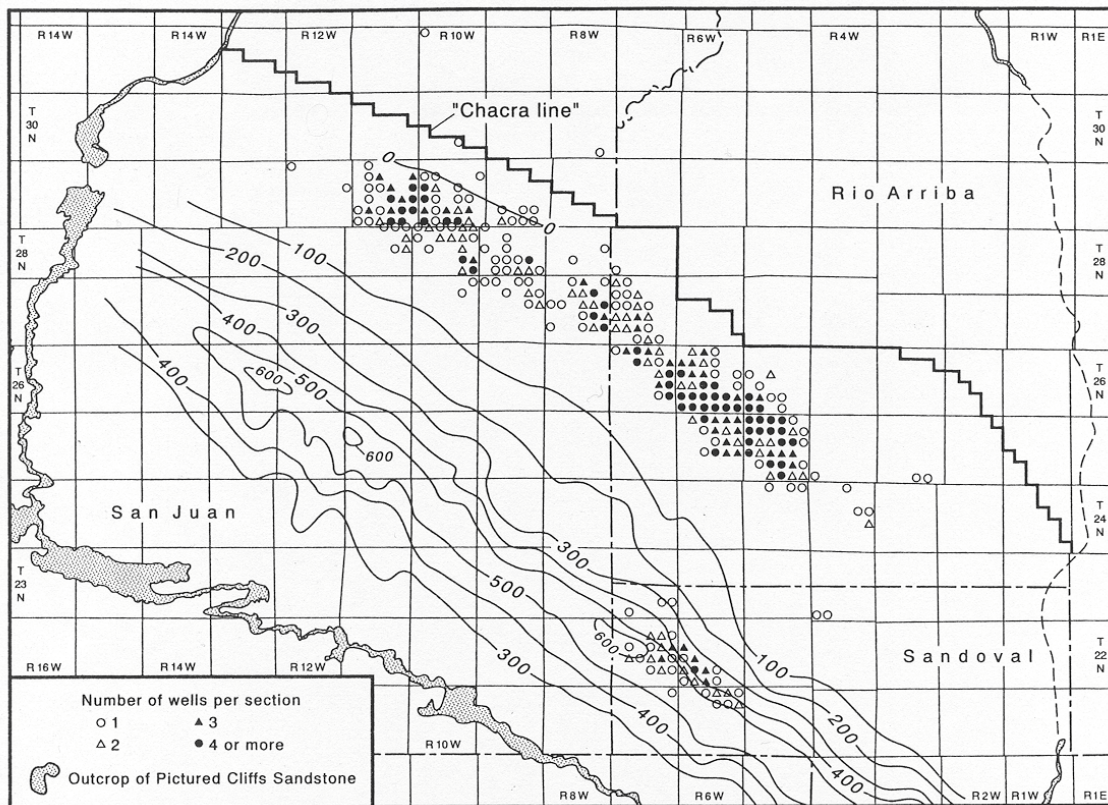 R14W R14W R12W R10W R8W R6W R4W R1W R1E
T 30 N
"Chacra line"
T 30 N
0
Rio Arriba
0
100
T 28 N
200
T 28 N
300
400
400
600
500
T 26 N
T 26 N
600
San Juan
T 24 N
300
T 23 N
500
600
100
T 22 N
Sandoval
300
R16W R14W R12W
200
400
400
Number of wells per section
1 3
2 4 or more
Outcrop of Pictured Cliffs Sandstone
R10W
R8W R6W R2W R1W R1E